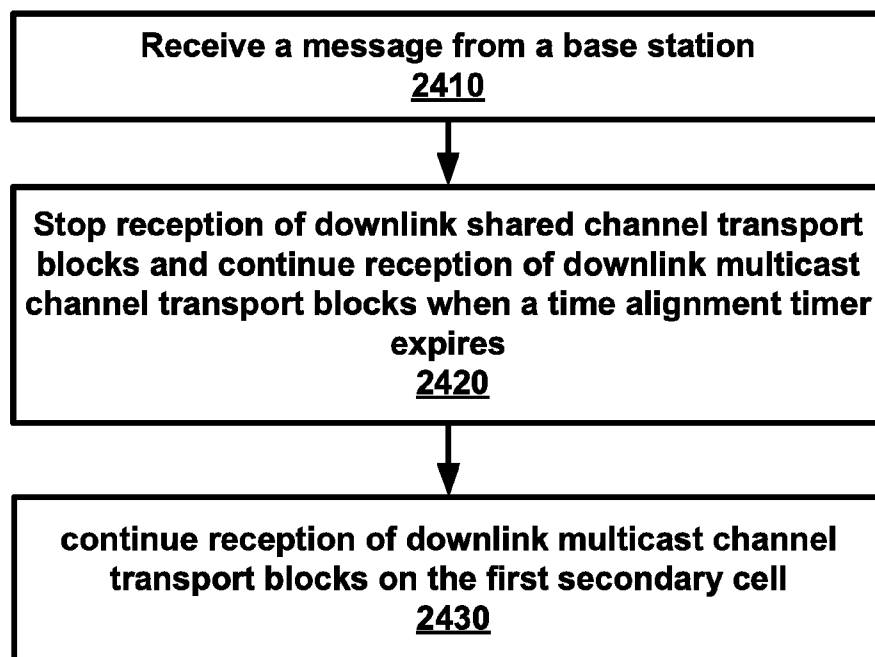 Receive a message from a base station
2410
Stop reception of downlink shared channel transport
blocks and continue reception of downlink multicast
channel transport blocks when a time alignment timer
expires
2420
continue reception of downlink multicast channel
transport blocks on the first secondary cell
2430